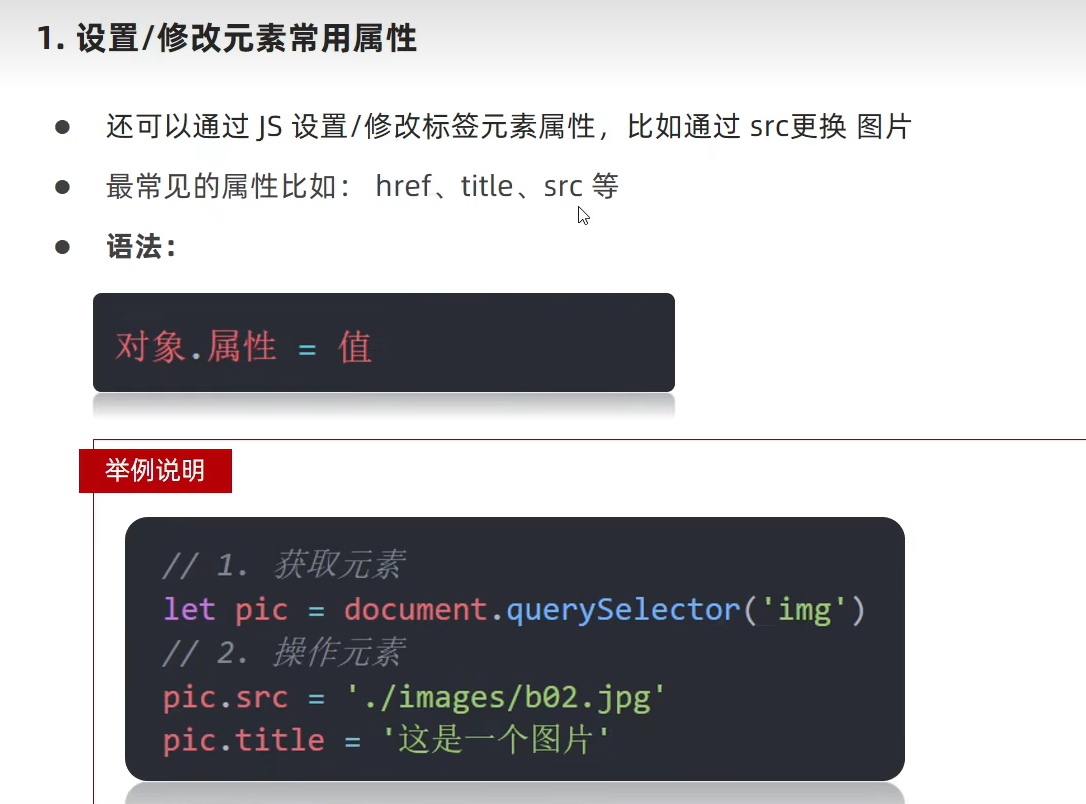 1. 设置/修改元素常用属性
● 还可以通过 JS 设置/修改标签元素属性，比如通过 src更换 图片
● 最常见的属性比如： href、title、src 等
● 语法：
对象.属性 = 值
举例说明
// 1. 获取元素
let pic = document.querySelector('img')
// 2. 操作元素
pic.src = './images/b02.jpg'
pic.title = '这是一个图片'